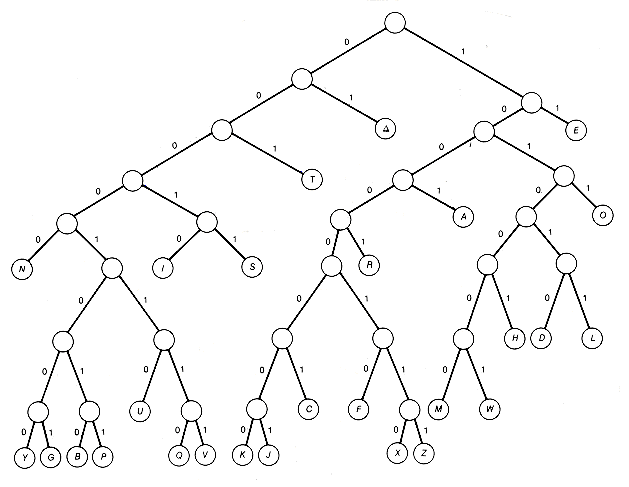 0 1
0 1 0 1
Δ E
0 1 0 1
T
0 1 0 1 0 1
A O
0 1 0 1 0 1 0 1
N I S R
0 1 0 1 0 1 0 1
H D L
0 1 0 1 0 1 0 1 0 1
U C F M W
0 1 0 1 0 1 0 1 0 1
Y G B P Q V K J X Z